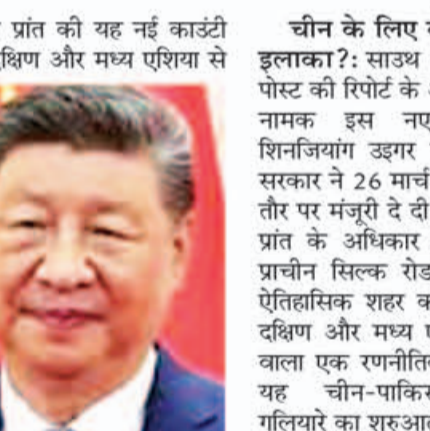 प्रांत की यह नई काउंटी
दक्षिण और मध्य एशिया से
चीन के लिए
इलाका?: साउथ
पोस्ट की रिपोर्ट के
नामक इस नए
शिनजियांग उइगर
सरकार ने 26 मार्च
तौर पर मंजूरी दे दी
प्रांत के अधिकार
प्राचीन सिल्क रोड
ऐतिहासिक शहर
दक्षिण और मध्य
वाला एक
यह चीन-पाकिस्
गलियारे का